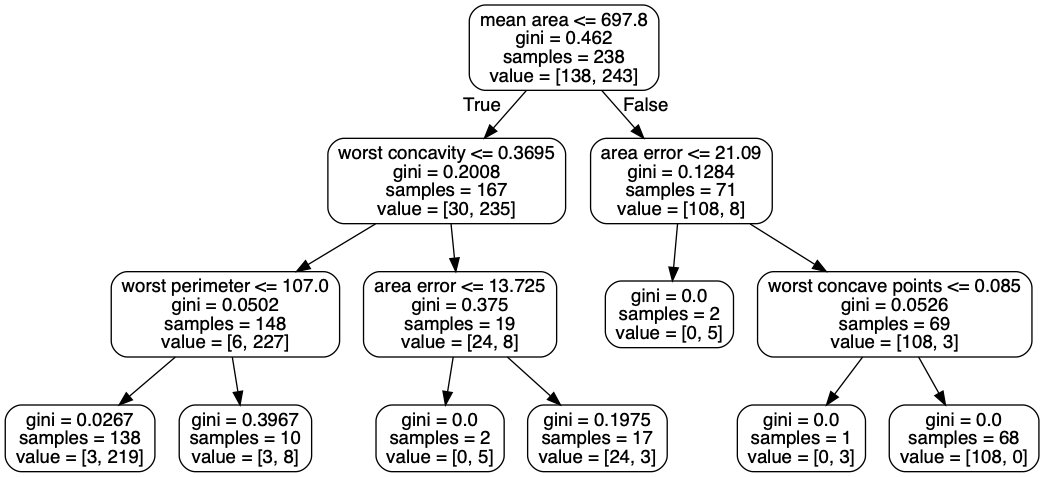 mean area <= 697.8
gini = 0.462
samples = 238
value = [138, 243]
True
False
worst concavity <= 0.3695
gini = 0.2008
samples = 167
value = [30, 235]
area error <= 21.09
gini = 0.1284
samples = 71
value = [108, 8]
worst perimeter <= 107.0
gini = 0.0502
samples = 148
value = [6, 227]
area error <= 13.725
gini = 0.375
samples = 19
value = [24, 8]
gini = 0.0
samples = 2
value = [0, 5]
worst concave points <= 0.085
gini = 0.0526
samples = 69
value = [108, 3]
gini = 0.0267
samples = 138
value = [3, 219]
gini = 0.3967
samples = 10
value = [3, 8]
gini = 0.0
samples = 2
value = [0, 5]
gini = 0.1975
samples = 17
value = [24, 3]
gini = 0.0
samples = 1
value = [0, 3]
gini = 0.0
samples = 68
value = [108, 0]